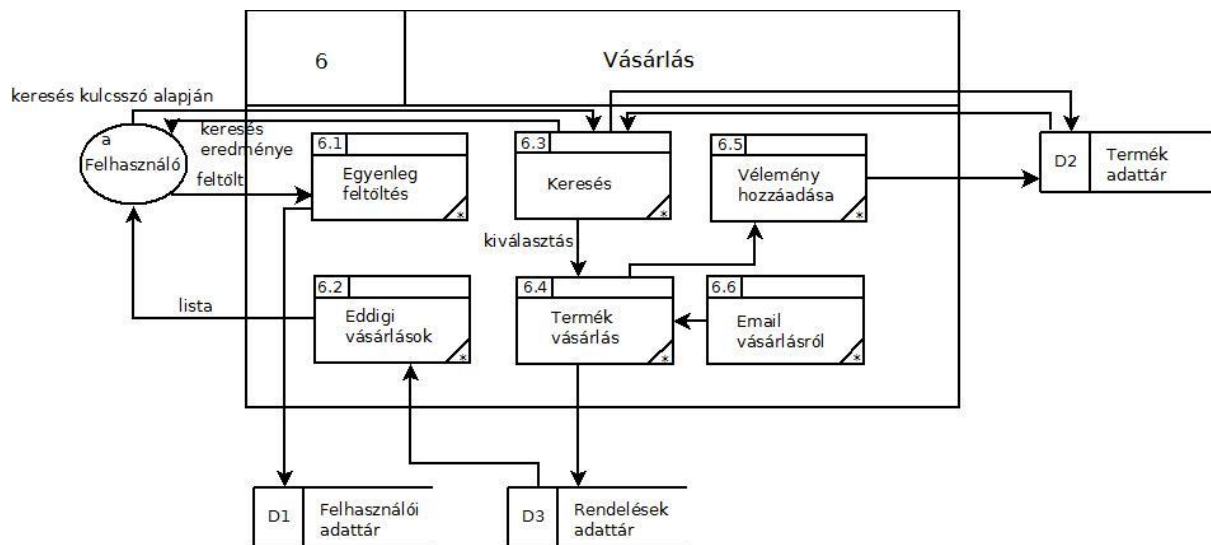 6
Vásárlás
keresés kulcsszó alapján
a
Felhasználó
keresés
eredménye
feltölt
6.1
Egyenleg
feltöltés
*
6.3
Keresés
*
6.5
Vélemény
hozzáadása
*
D2
Termék
adattár
kiválasztás
lista
6.2
Eddigi
vásárlások
*
6.4
Termék
vásárlás
*
6.6
Email
vásárlásról
*
D1
Felhasználói
adattár
D3
Rendelések
adattár